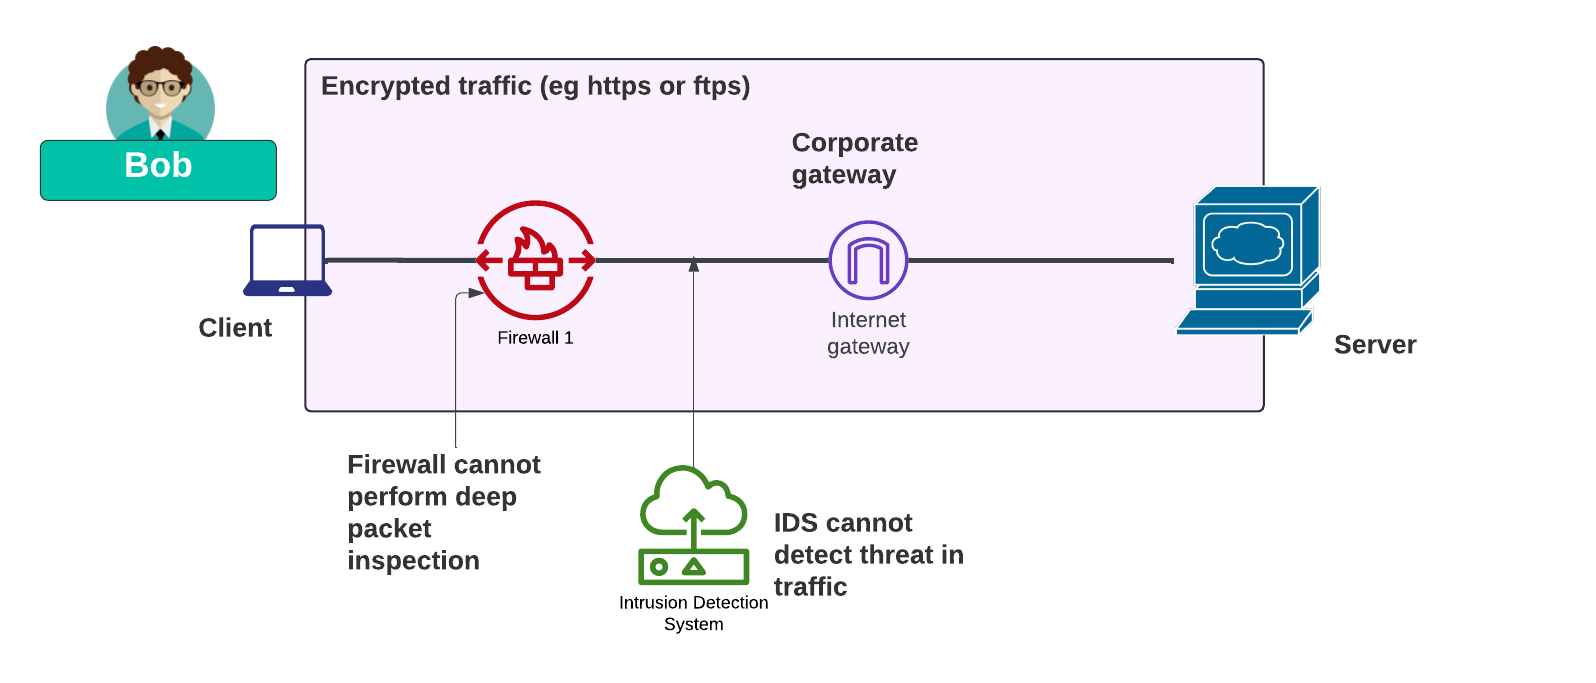 Encrypted traffic (eg https or ftps)
Bob
Corporate
gateway
Client
Firewall 1
Internet
gateway
Server
Firewall cannot
perform deep
packet
inspection
IDS cannot
detect threat in
traffic
Intrusion Detection
System